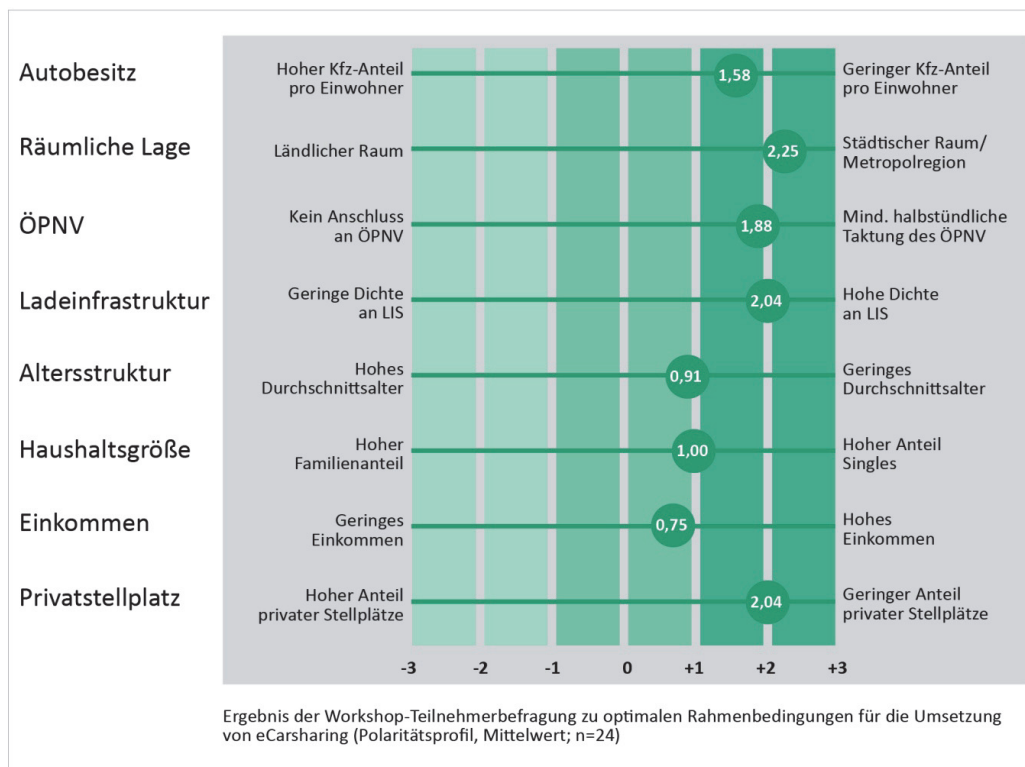 Autobesitz
Hoher Kfz-Anteil
pro Einwohner
1,58
Geringer Kfz-Anteil
pro Einwohner
Räumliche Lage
Ländlicher Raum
2,25
Städtischer Raum/
Metropolregion
ÖPNV
Kein Anschluss
an ÖPNV
1,88
Mind. halbstündliche
Taktung des ÖPNV
Ladeinfrastruktur
Geringe Dichte
an LIS
2,04
Hohe Dichte
an LIS
Altersstruktur
Hohes
Durchschnittsalter
0,91
Geringes
Durchschnittsalter
Haushaltsgröße
Hoher
Familienanteil
1,00
Hoher Anteil
Singles
Einkommen
Geringes
Einkommen
0,75
Hohes
Einkommen
Privatstellplatz
Hoher Anteil
privater Stellplätze
2,04
Geringer Anteil
privater Stellplätze
-3 -2 -1 0 +1 +2 +3
Ergebnis der Workshop-Teilnehmerbefragung zu optimalen Rahmenbedingungen für die Umsetzung
von eCarsharing (Polaritätsprofil, Mittelwert; n=24)